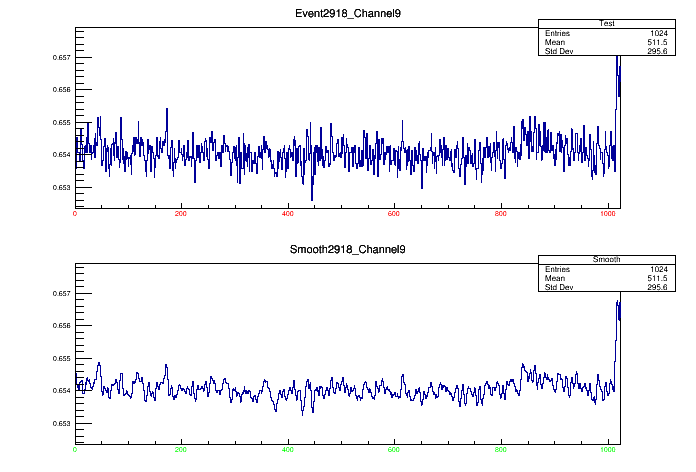 Event2918_Channel9
Test
Entries 1024
Mean 511.5
Std Dev 295.6
0.657
0.656
0.655
0.654
0.653
0 200 400 600 800 1000
Smooth2918_Channel9
Smooth
Entries 1024
Mean 511.5
Std Dev 295.6
0.657
0.656
0.655
0.654
0.653
0 200 400 600 800 1000